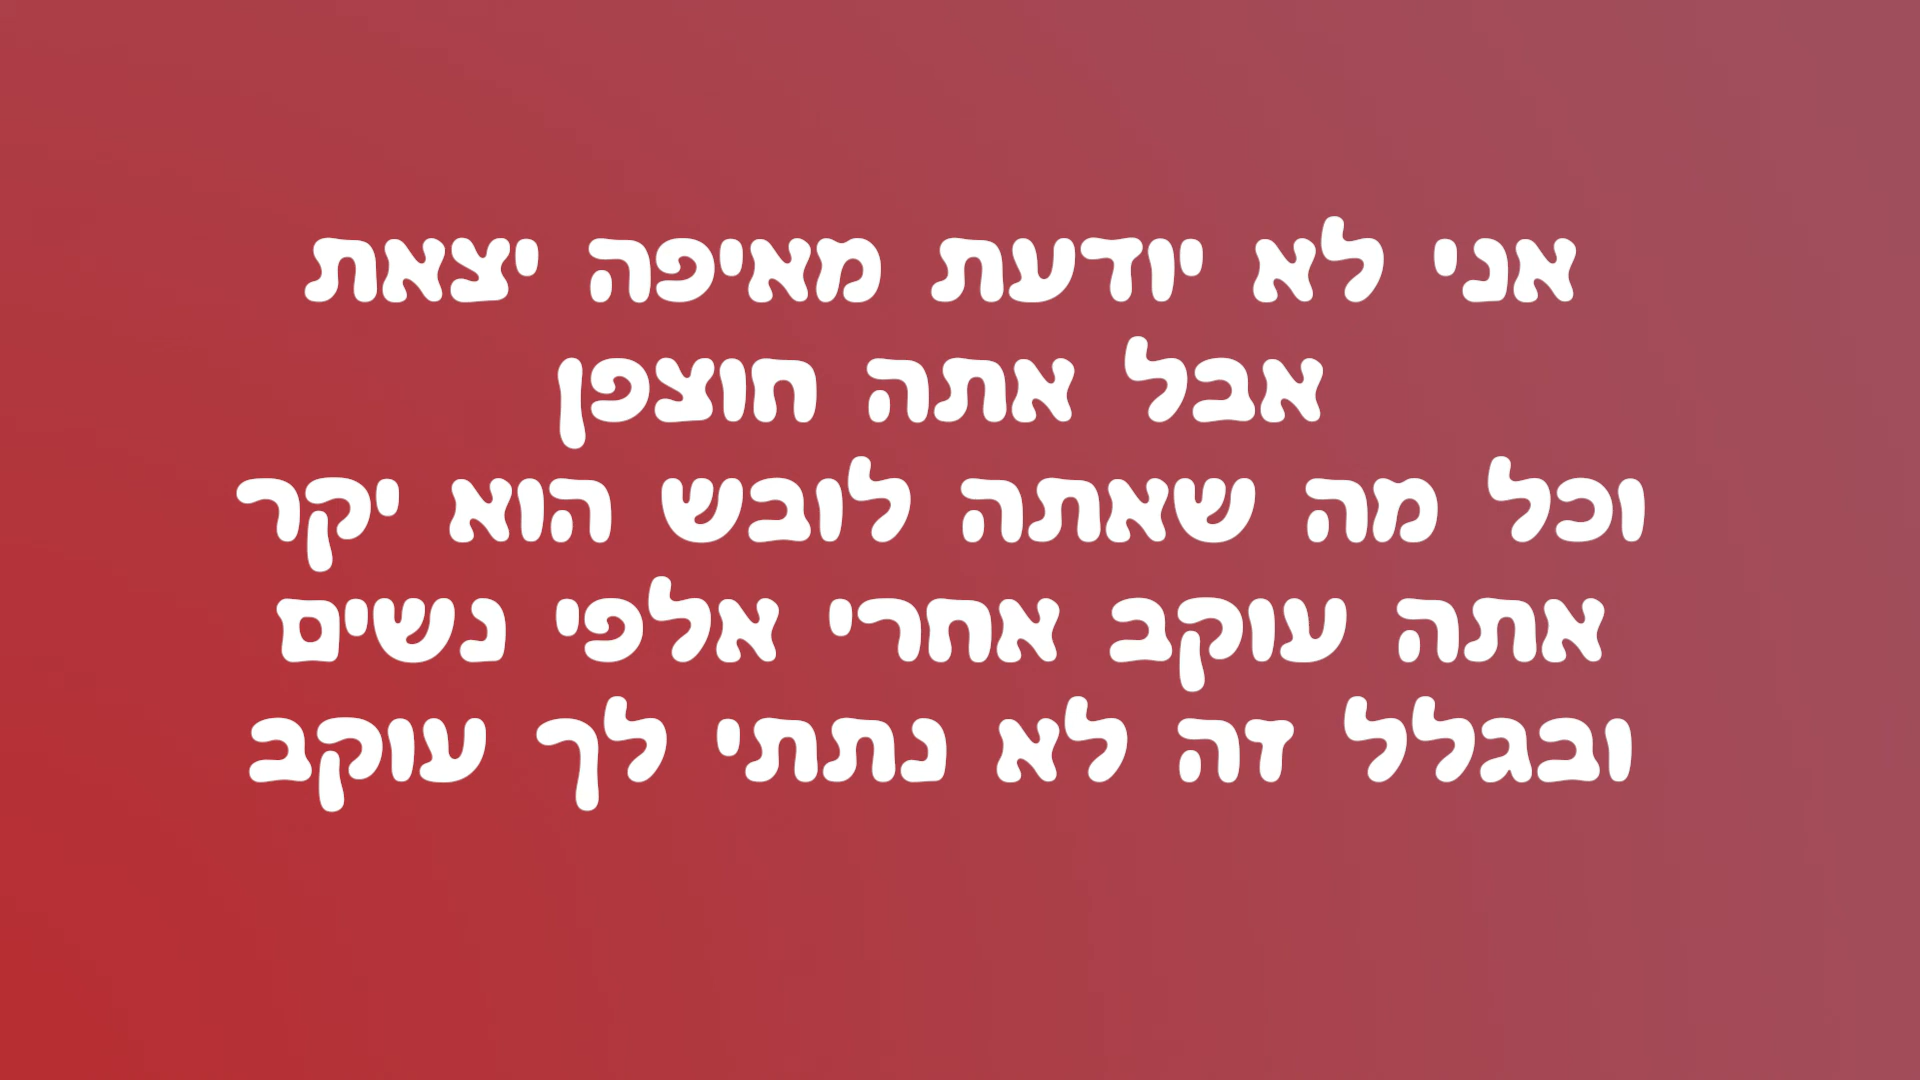 אני לא יודעת מאיפה יצאת
אבל אתה חוצפן
וכל מה שאתה לובש הוא יקר
אתה עוקב אחרי אלפי נשים
ובגלל זה לא נתתי לך עוקב